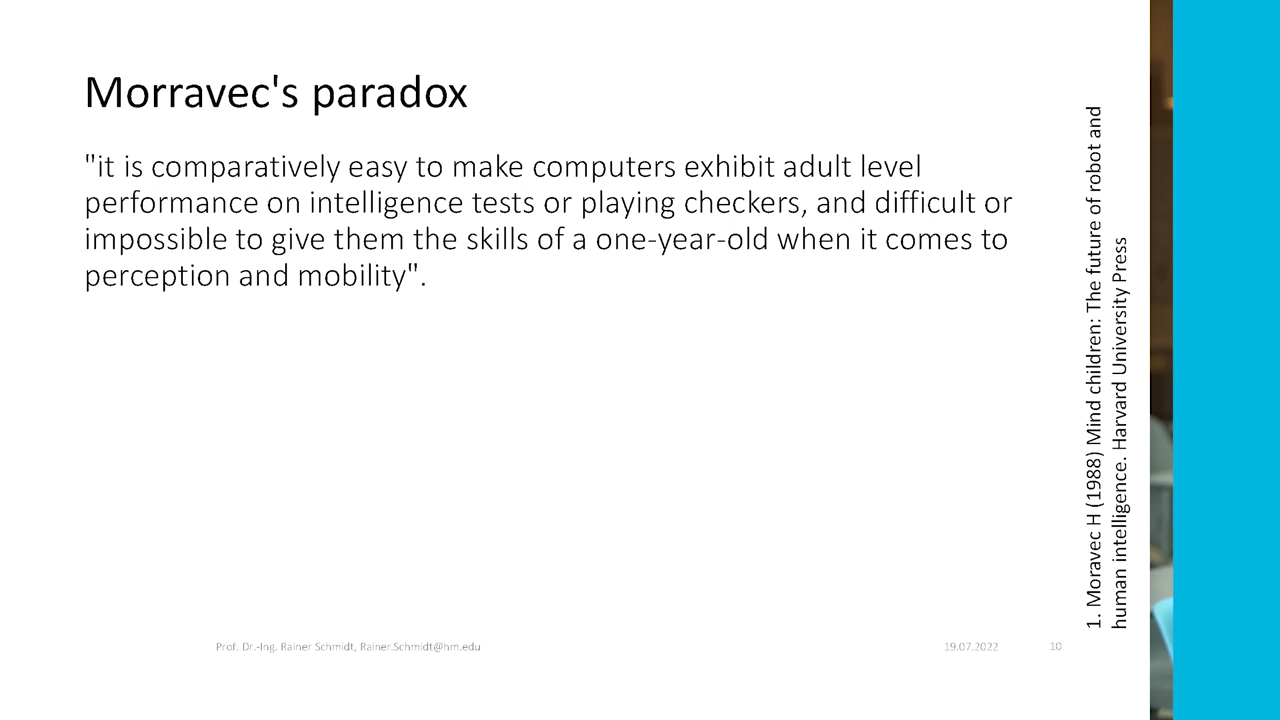 Morravec's paradox
"it is comparatively easy to make computers exhibit adult level
performance on intelligence tests or playing checkers, and difficult or
impossible to give them the skills of a one-year-old when it comes to
perception and mobility".
1. Moravec H (1988) Mind children: The future of robot and
human intelligence. Harvard University Press
Prof. Dr.-Ing. Rainer Schmidt, Rainer.Schmidt@hm.edu
19.07.2022
10